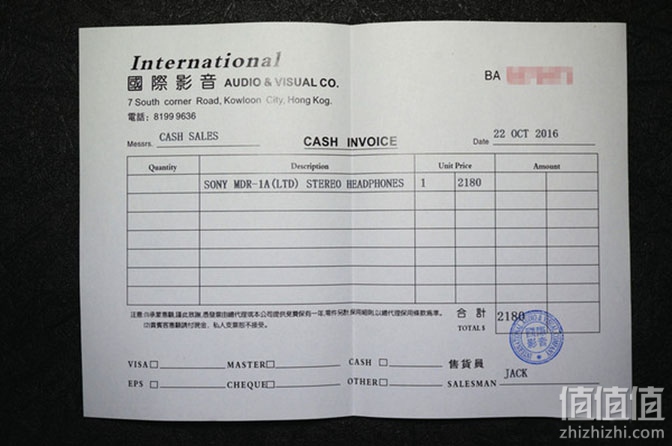 International
國際影音 AUDIO & VISUAL CO.
BA
7 South corner Road, Kowloon City, Hong Kog.
電話: 8199 9636
Messrs. CASH SALES
CASH INVOICE
Date 22 OCT 2016
Quantity Description Unit Price Amount
SONY MDR-1A(LTD) STEREO HEADPHONES 1 2180
合計 2180
TOTAL $
國際
影音
VISA MASTER CASH 售貨員
EPS CHEQUE OTHER SALESMAN JACK
值值值
zhizhizhi.com